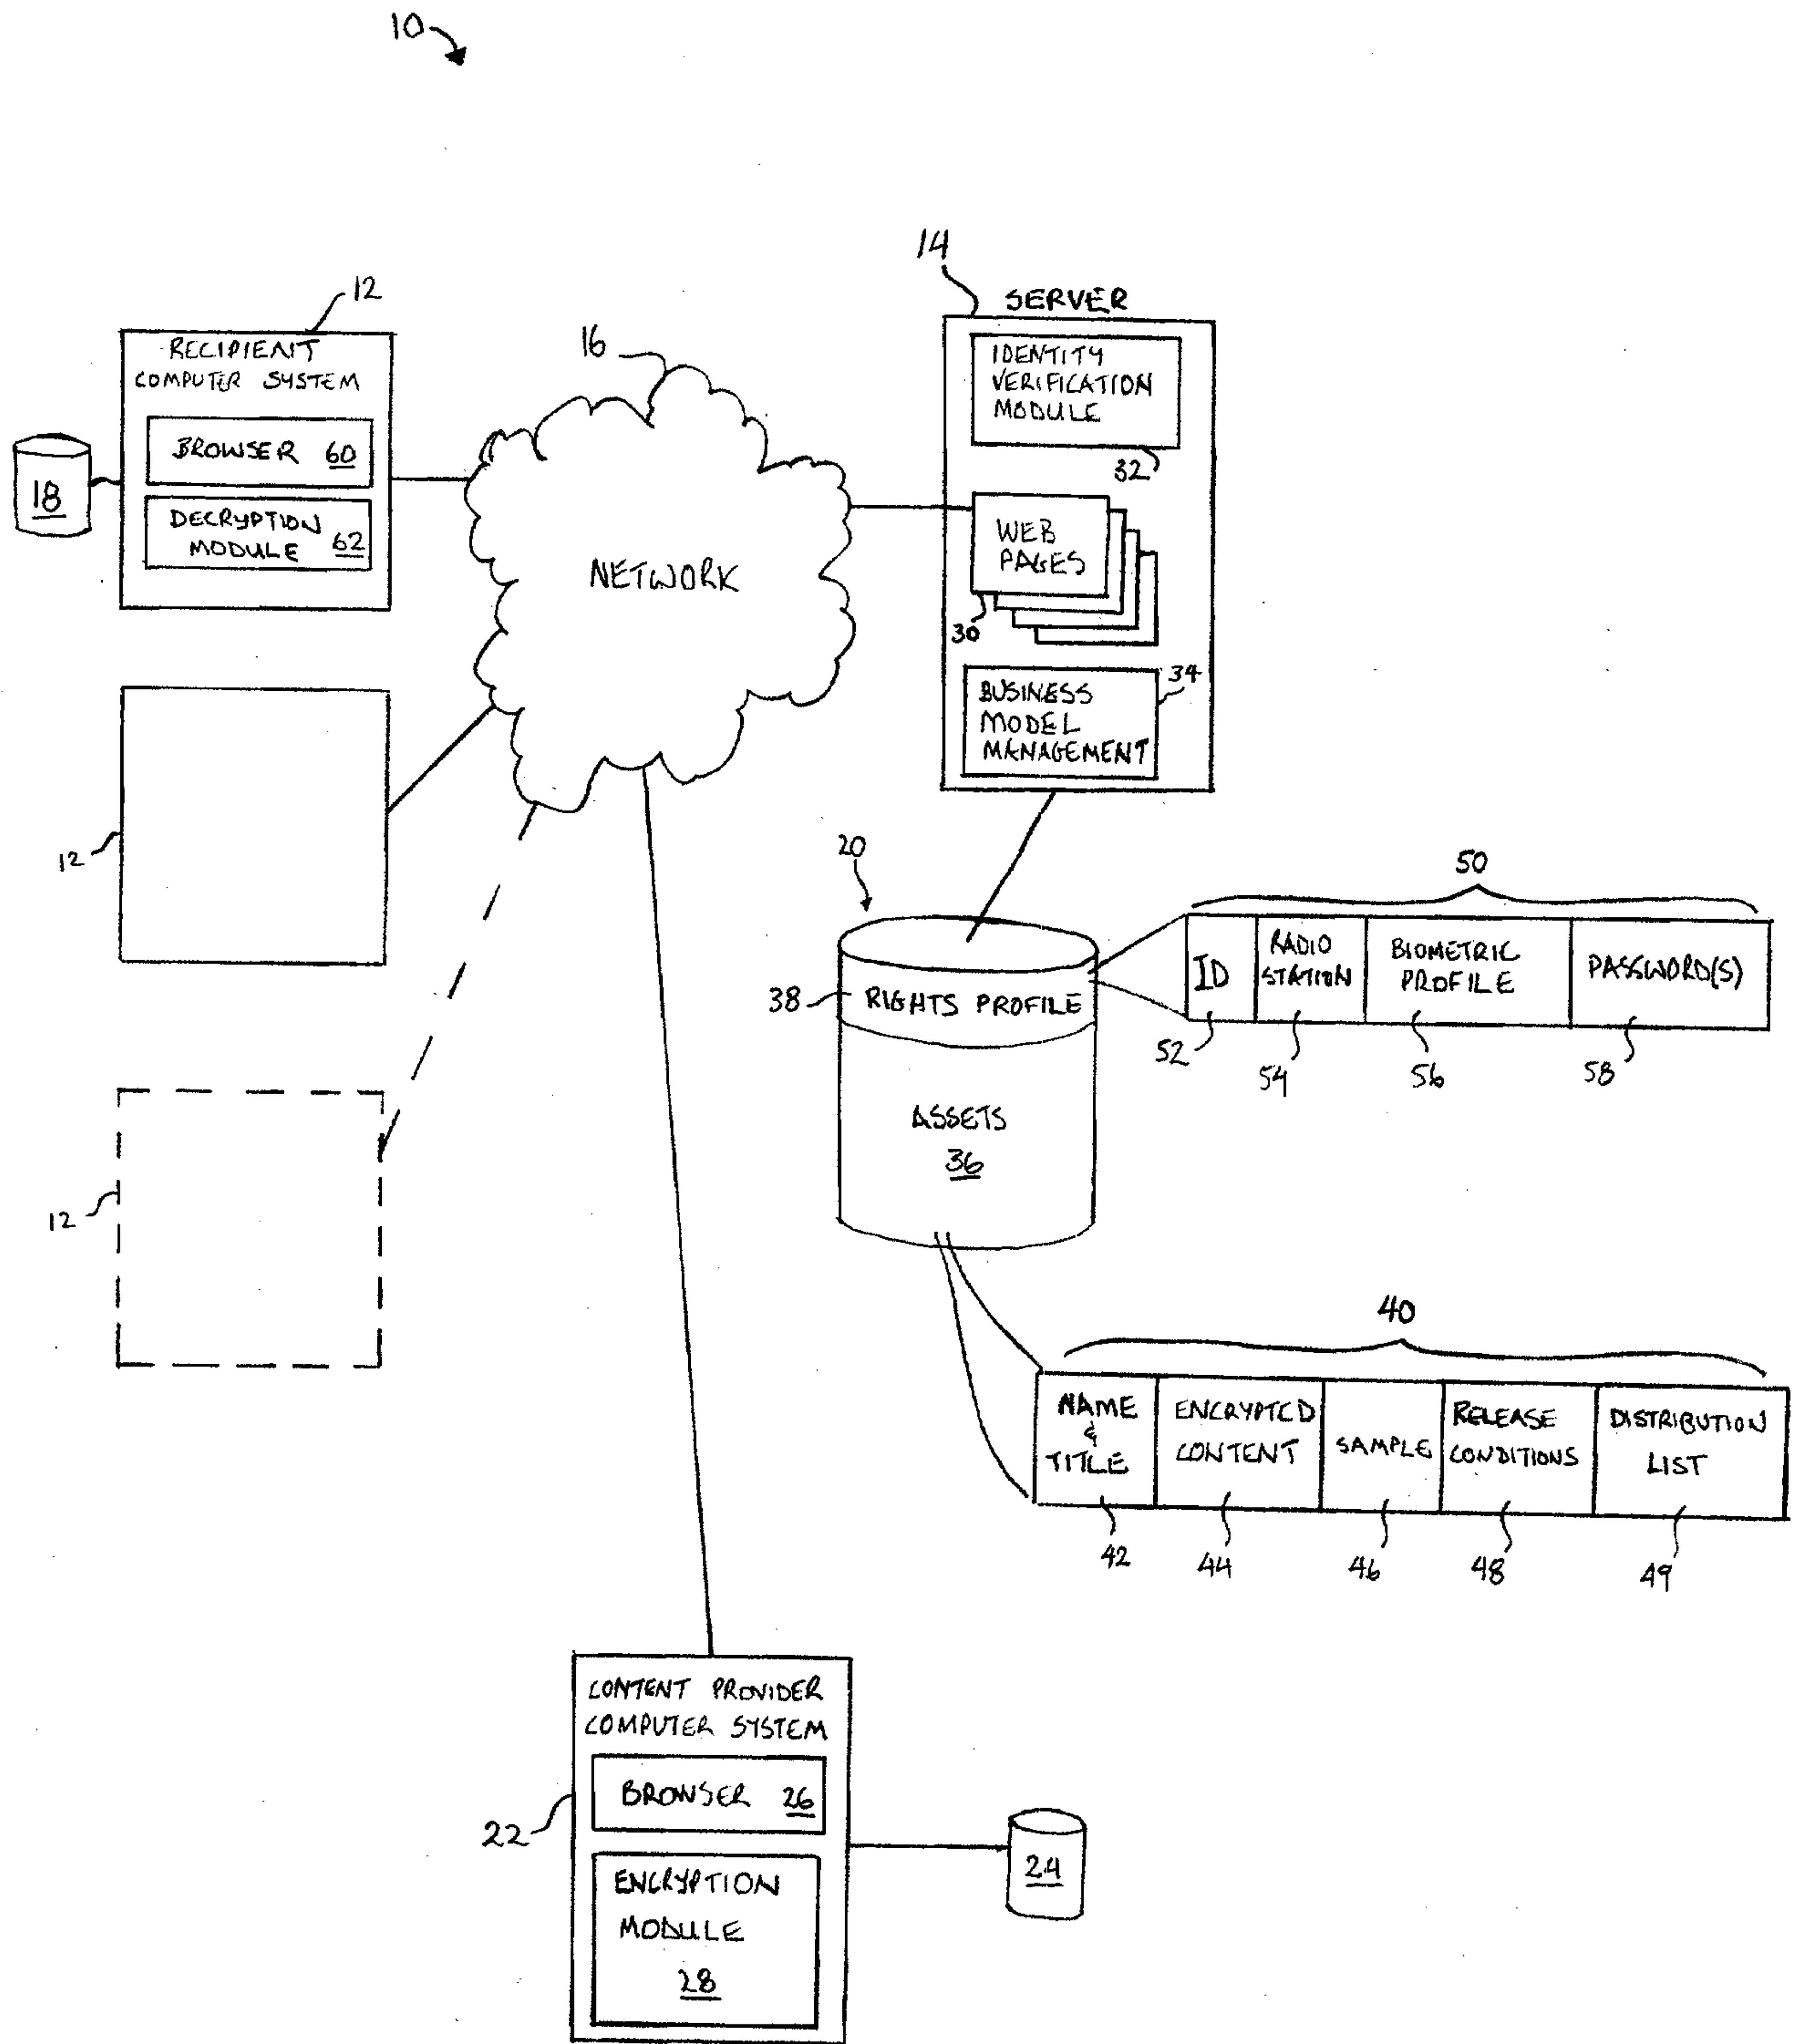 10
14
SERVER
12
RECIPIENT
COMPUTER SYSTEM
BROWSER 60
DECRYPTION
MODULE 62
18
16
NETWORK
IDENTITY
VERIFICATION
MODULE
32
WEB
PAGES
30
34
BUSINESS
MODEL
MANAGEMENT
12
12
20
38
RIGHTS PROFILE
ASSETS
36
50
ID
RADIO
STATION
BIOMETRIC
PROFILE
PASSWORD(S)
52
54
56
58
40
NAME
&
TITLE
ENCRYPTED
CONTENT
SAMPLE
RELEASE
CONDITIONS
DISTRIBUTION
LIST
42
44
46
48
49
CONTENT PROVIDER
COMPUTER SYSTEM
BROWSER 26
22
ENCRYPTION
MODULE
28
24